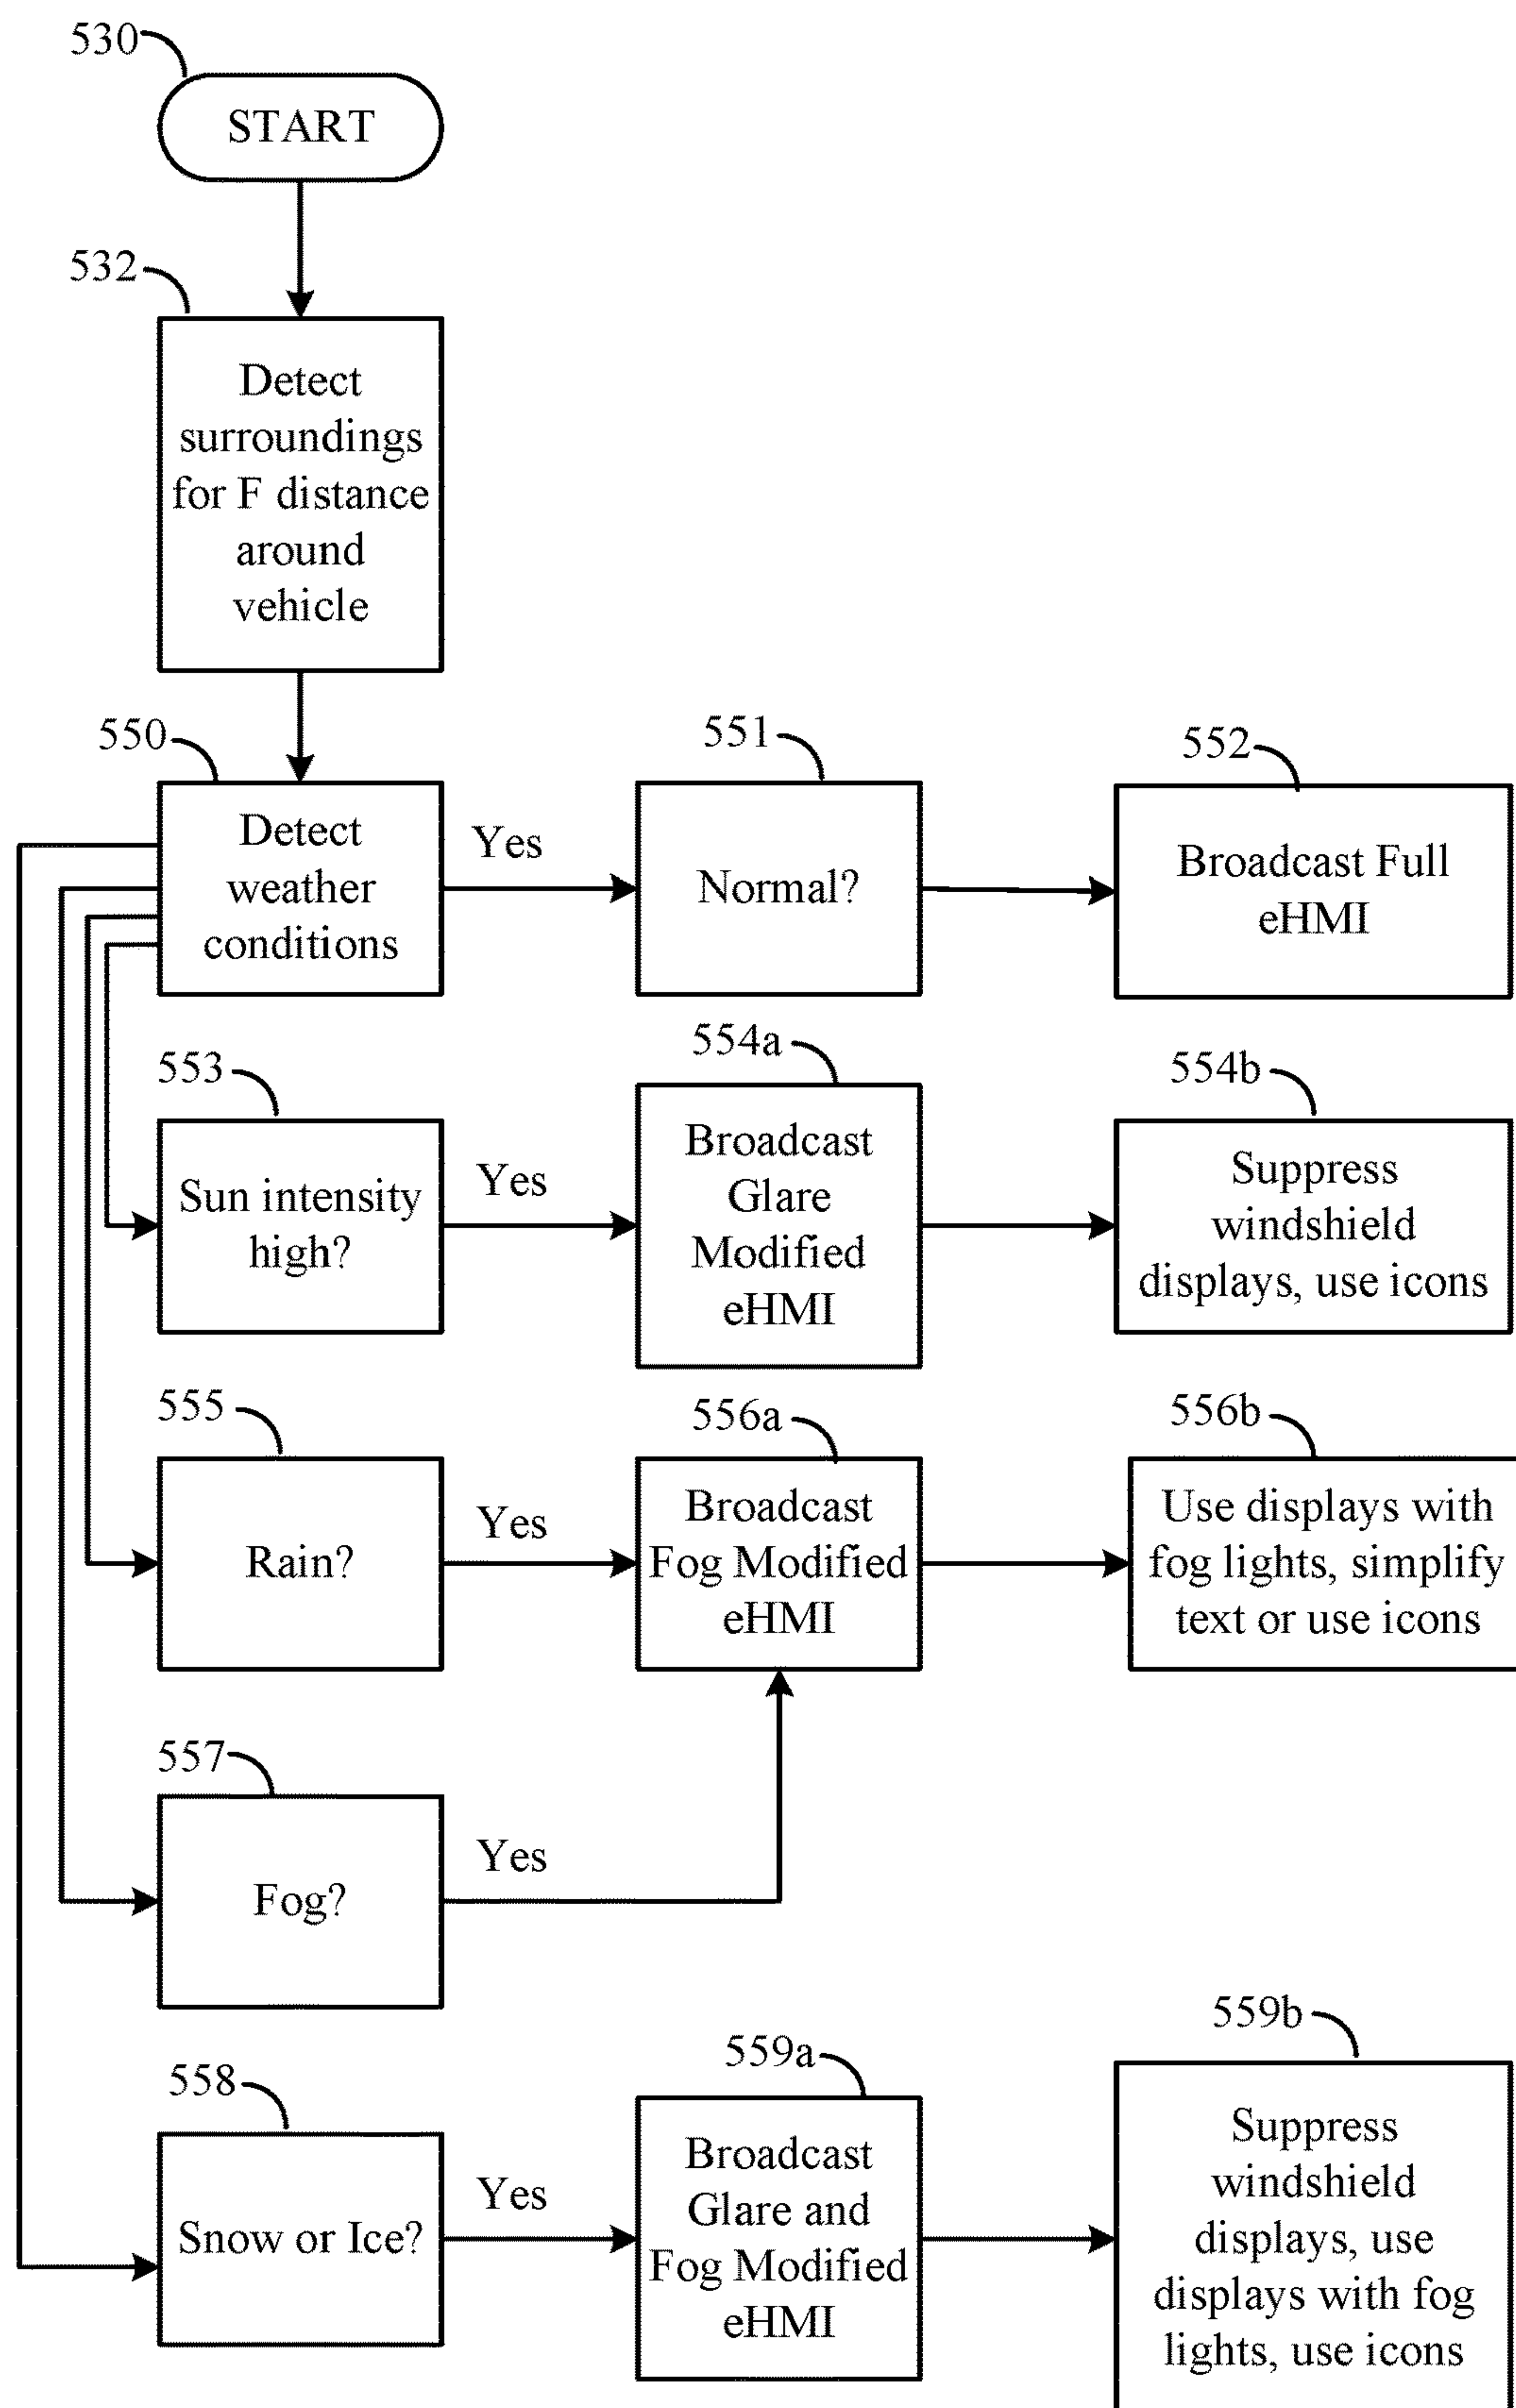 530
START
532
Detect
surroundings
for F distance
around
vehicle
550
551
552
Detect
weather
conditions
Yes
Normal?
Broadcast Full
eHMI
553
554a
554b
Sun intensity
high?
Yes
Broadcast
Glare
Modified
eHMI
Suppress
windshield
displays, use icons
555
556a
556b
Rain?
Yes
Broadcast
Fog Modified
eHMI
Use displays with
fog lights, simplify
text or use icons
557
Fog?
Yes
558
559a
559b
Snow or Ice?
Yes
Broadcast
Glare and
Fog Modified
eHMI
Suppress
windshield
displays, use
displays with fog
lights, use icons